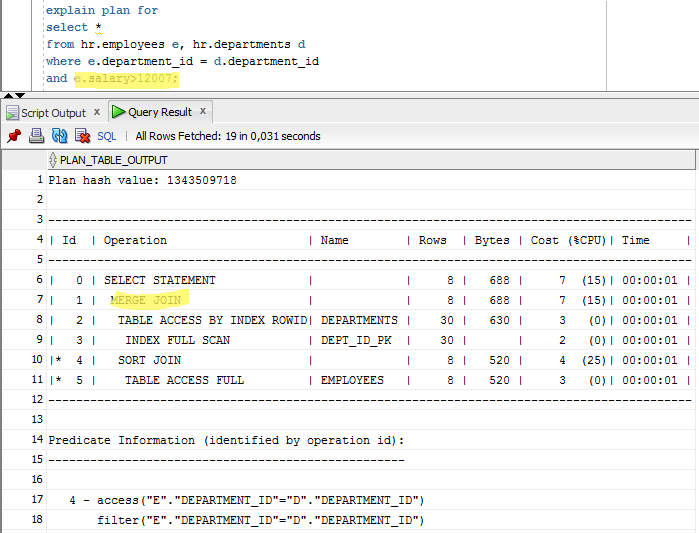 explain plan for
select *
from hr.employees e, hr.departments d
where e.department_id = d.department_id
and e.salary>12007;
Script Output x Query Result x
SQL | All Rows Fetched: 19 in 0,031 seconds
PLAN_TABLE_OUTPUT
1 Plan hash value: 1343509718
2
3 --------------------------------------------------------------------------------------------
4 | Id  | Operation                    | Name        | Rows  | Bytes | Cost (%CPU)| Time     |
5 --------------------------------------------------------------------------------------------
6 |   0 | SELECT STATEMENT             |             |     8 |   688 |     7  (15)| 00:00:01 |
7 |   1 |  MERGE JOIN                  |             |     8 |   688 |     7  (15)| 00:00:01 |
8 |   2 |   TABLE ACCESS BY INDEX ROWID| DEPARTMENTS |    30 |   630 |     3   (0)| 00:00:01 |
9 |   3 |    INDEX FULL SCAN           | DEPT_ID_PK  |    30 |       |     2   (0)| 00:00:01 |
10 |*  4 |   SORT JOIN                  |             |     8 |   520 |     4  (25)| 00:00:01 |
11 |*  5 |    TABLE ACCESS FULL         | EMPLOYEES   |     8 |   520 |     3   (0)| 00:00:01 |
12 --------------------------------------------------------------------------------------------
13
14 Predicate Information (identified by operation id):
15 ---------------------------------------------------
16
17    4 - access("E"."DEPARTMENT_ID"="D"."DEPARTMENT_ID")
18        filter("E"."DEPARTMENT_ID"="D"."DEPARTMENT_ID")